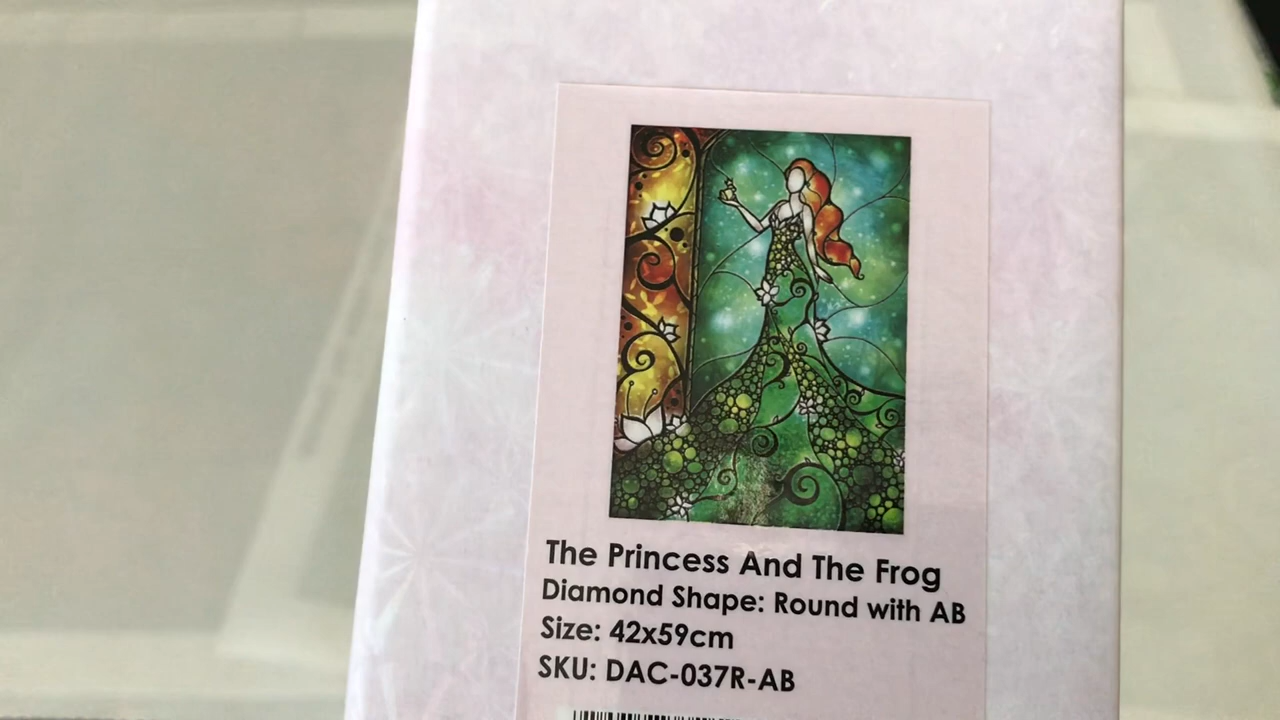 The Princess And The Frog
Diamond Shape: Round with AB
Size: 42x59cm
SKU: DAC-037R-AB